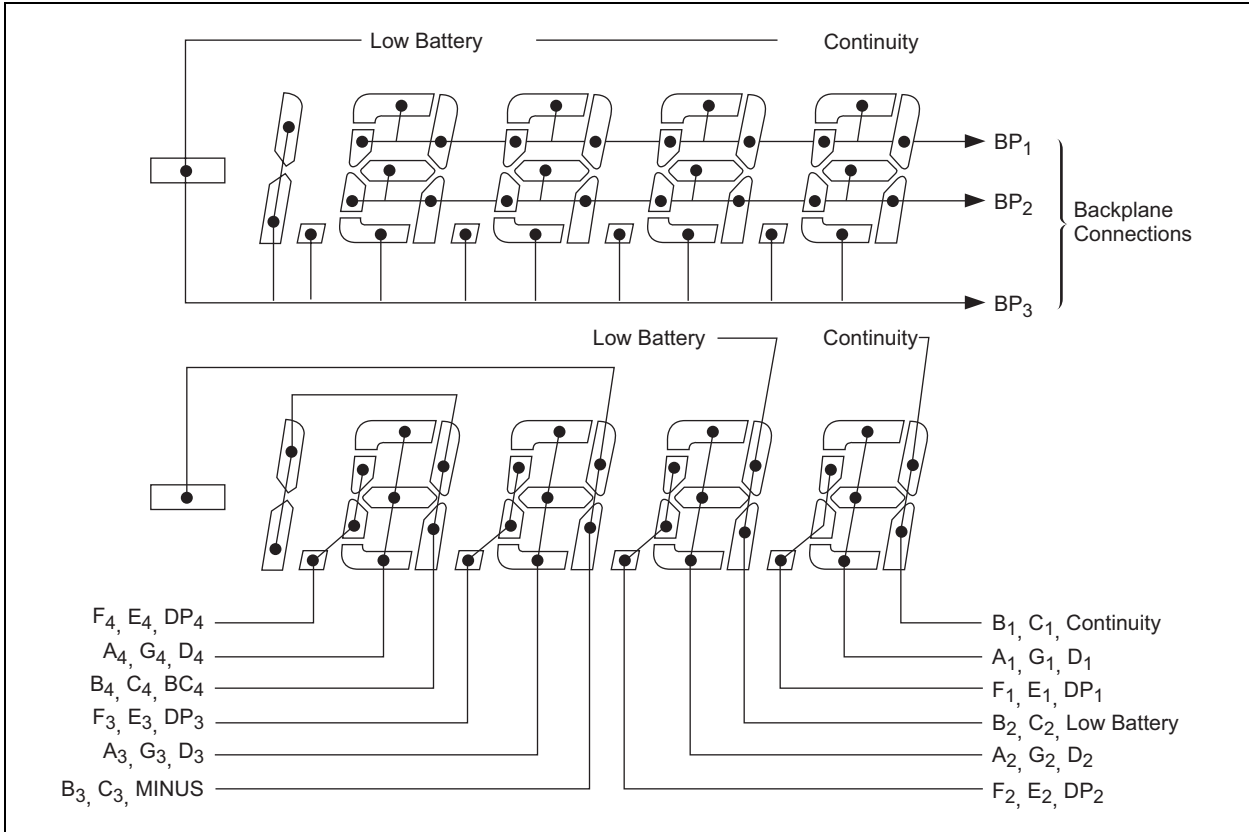 Low Battery Continuity
BP1
BP2
Backplane
Connections
BP3
Low Battery Continuity
F4, E4, DP4
A4, G4, D4
B4, C4, BC4
F3, E3, DP3
A3, G3, D3
B3, C3, MINUS
B1, C1, Continuity
A1, G1, D1
F1, E1, DP1
B2, C2, Low Battery
A2, G2, D2
F2, E2, DP2